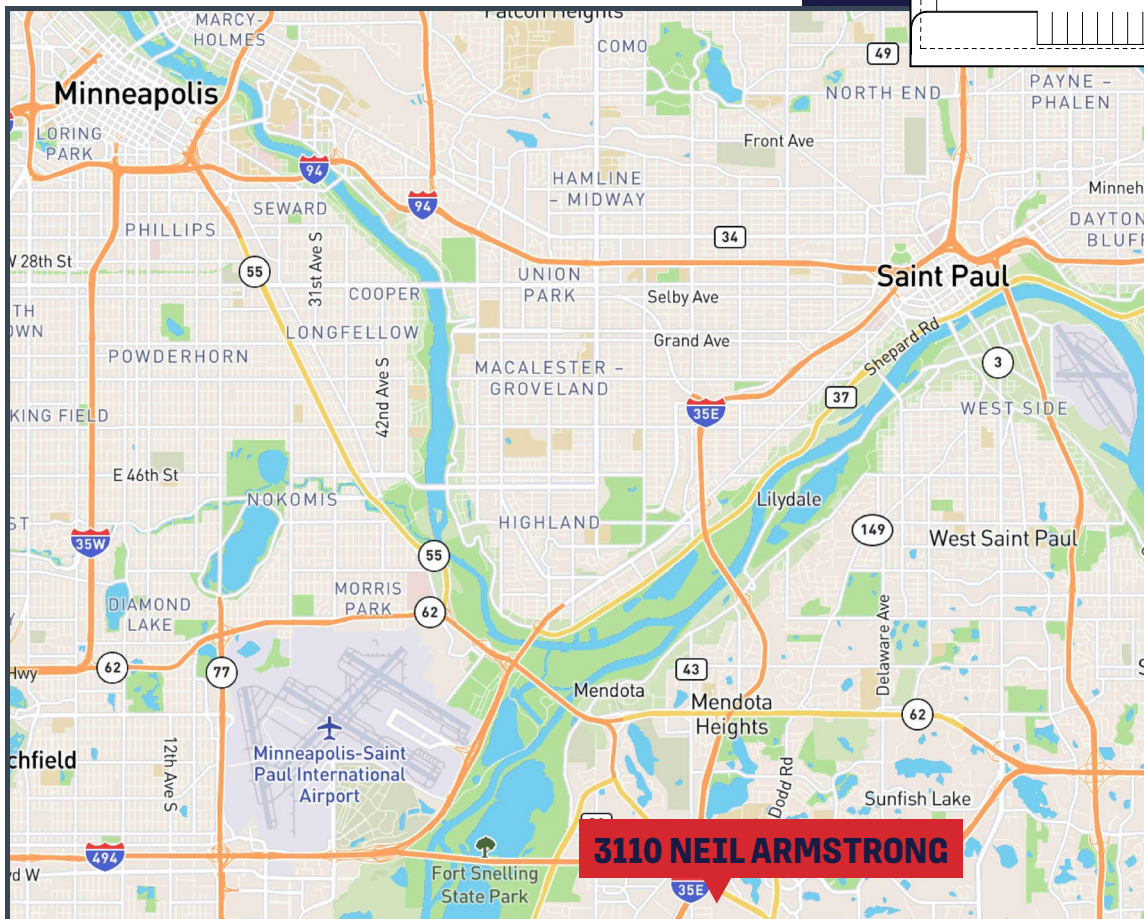 MARCY-
HOLMES
Falcon Heights
COMO
49
Minneapolis
NORTH END
PAYNE –
PHALEN
LORING
PARK
Front Ave
94
HAMLINE
– MIDWAY
94
Minneh
SEWARD
PHILLIPS
DAYTON
BLUFF
34
W 28th St
55
31st Ave S
UNION
PARK
Saint Paul
COOPER
Selby Ave
TH
OWN
LONGFELLOW
Grand Ave
Shepard Rd
POWDERHORN
MACALESTER –
GROVELAND
3
42nd Ave S
37
35E
KING FIELD
WEST SIDE
E 46th St
NOKOMIS
Lilydale
ST
HIGHLAND
149
West Saint Paul
35W
55
MORRIS
PARK
DIAMOND
LAKE
62
Delaware Ave
Hwy
62
77
43
Mendota
Mendota
Heights
62
Minneapolis-Saint
Paul International
Airport
chfield
12th Ave S
Dodd Rd
Sunfish Lake
494
3110 NEIL ARMSTRONG
yd W
Fort Snelling
State Park
35E